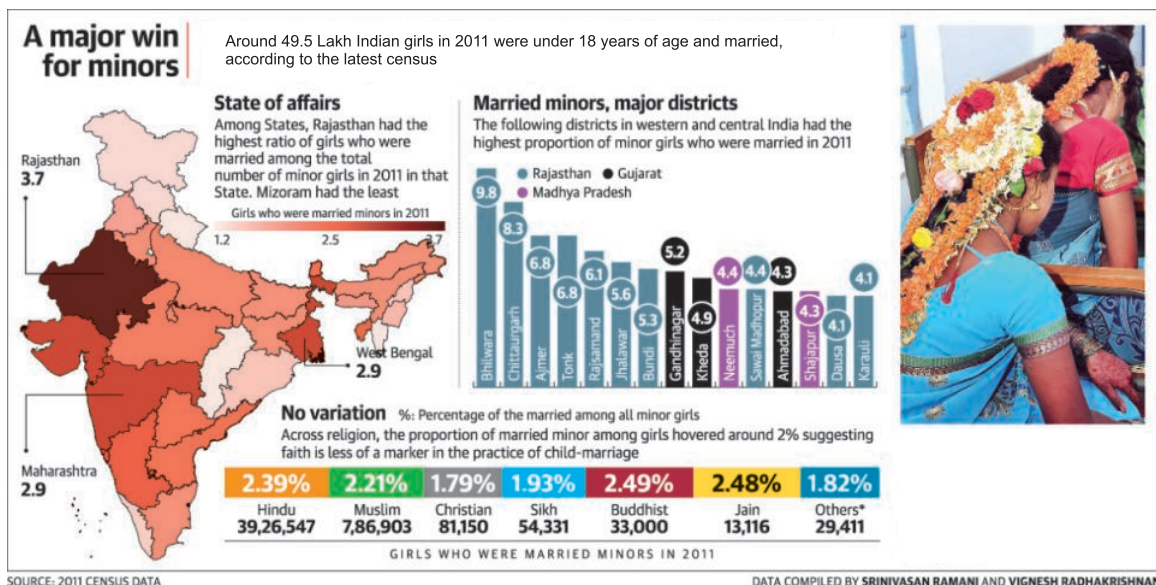 A major win
for minors
Around 49.5 Lakh Indian girls in 2011 were under 18 years of age and married,
according to the latest census
State of affairs
Among States, Rajasthan had the
highest ratio of girls who were
married among the total
number of minor girls in 2011 in that
State. Mizoram had the least
Girls who were married minors in 2011
1.2 2.5 3.7
Rajasthan
3.7
West Bengal
2.9
Maharashtra
2.9
Married minors, major districts
The following districts in western and central India had the
highest proportion of minor girls who were married in 2011
Rajasthan Gujarat
Madhya Pradesh
9.8 8.3 6.8 6.8 6.1 5.6 5.3 5.2 4.9 4.4 4.4 4.3 4.3 4.1 4.1
Bhilwara
Chittaurgarh
Ajmer
Tonk
Rajsamand
Jhalawar
Bundi
Gandhinagar
Kheda
Neemuch
Sawai Madhopur
Ahmadabad
Shajapur
Dausa
Karauli
No variation %: Percentage of the married among all minor girls
Across religion, the proportion of married minor among girls hovered around 2% suggesting
faith is less of a marker in the practice of child-marriage
2.39% 2.21% 1.79% 1.93% 2.49% 2.48% 1.82%
Hindu Muslim Christian Sikh Buddhist Jain Others*
39,26,547 7,86,903 81,150 54,331 33,000 13,116 29,411
GIRLS WHO WERE MARRIED MINORS IN 2011
SOURCE: 2011 CENSUS DATA DATA COMPILED BY SRINIVASAN RAMANI AND VIGNESH RADHAKRISHNAN